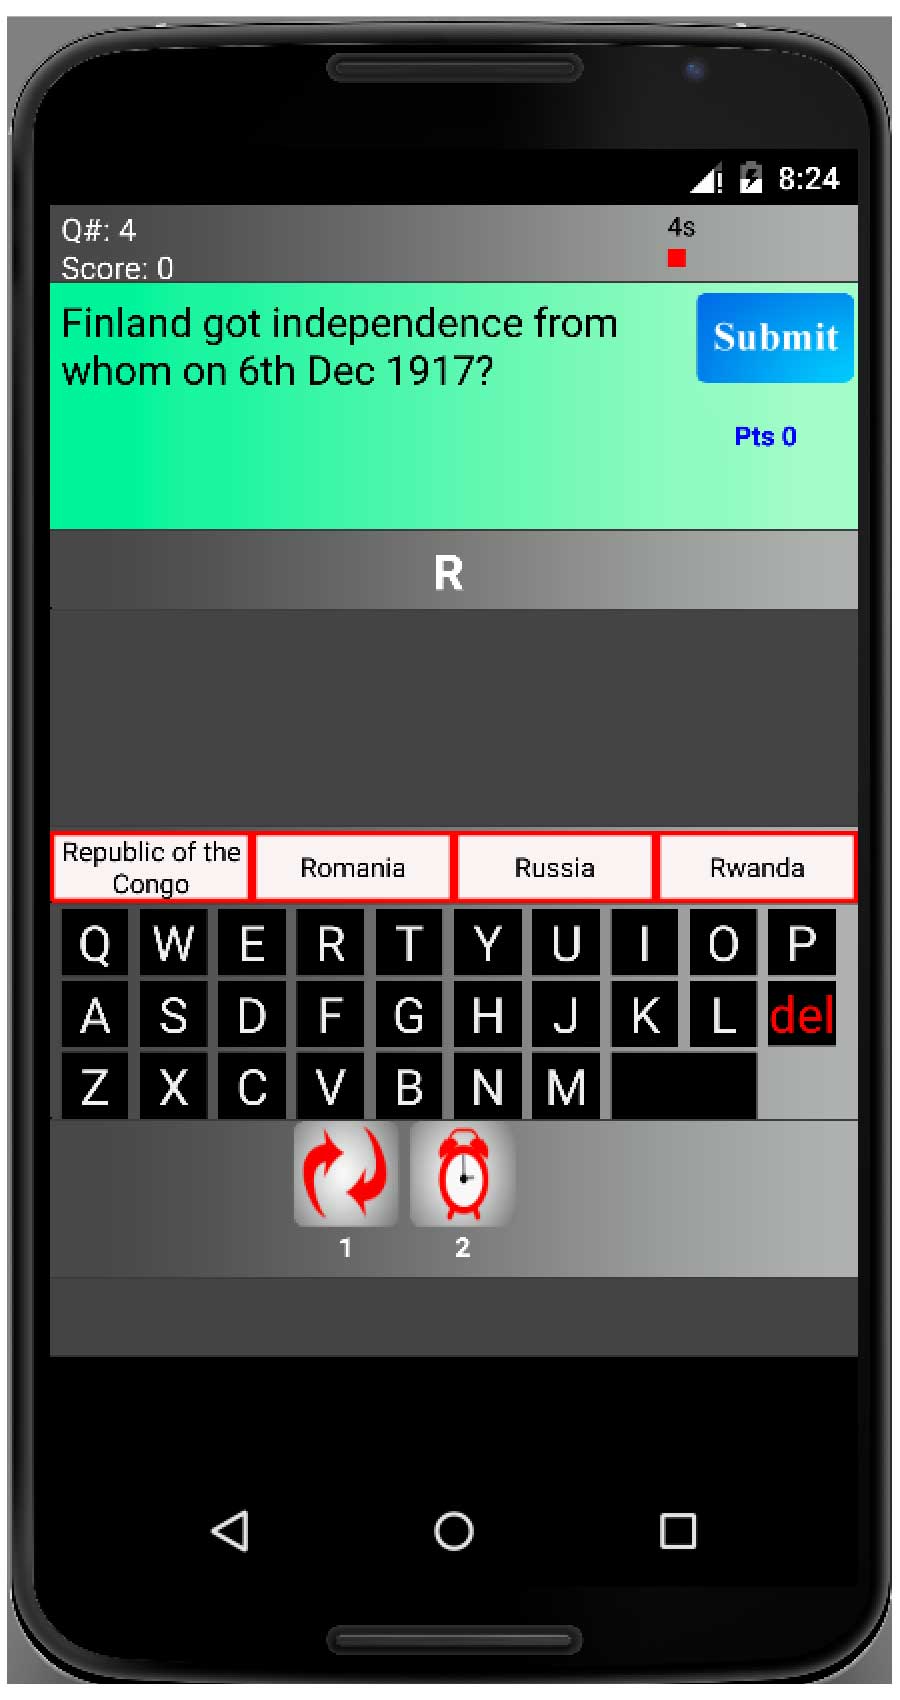 8:24
Q#: 4
4s
Score: 0
Finland got independence from
whom on 6th Dec 1917?
Submit
Pts 0
R
Republic of the
Congo
Romania
Russia
Rwanda
Q W E R T Y U I O P
A S D F G H J K L del
Z X C V B N M
1 2